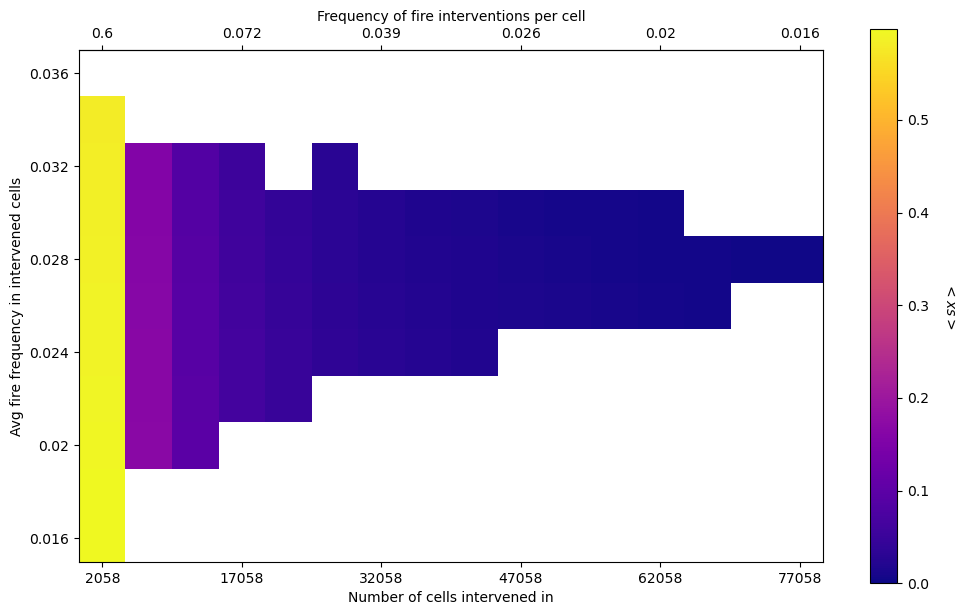 Frequency of fire interventions per cell
0.6 0.072 0.039 0.026 0.02 0.016
0.036
0.032
0.028
0.024
0.02
0.016
Avg fire frequency in intervened cells
2058 17058 32058 47058 62058 77058
Number of cells intervened in
0.5
0.4
0.3
0.2
0.1
0.0
< sx >